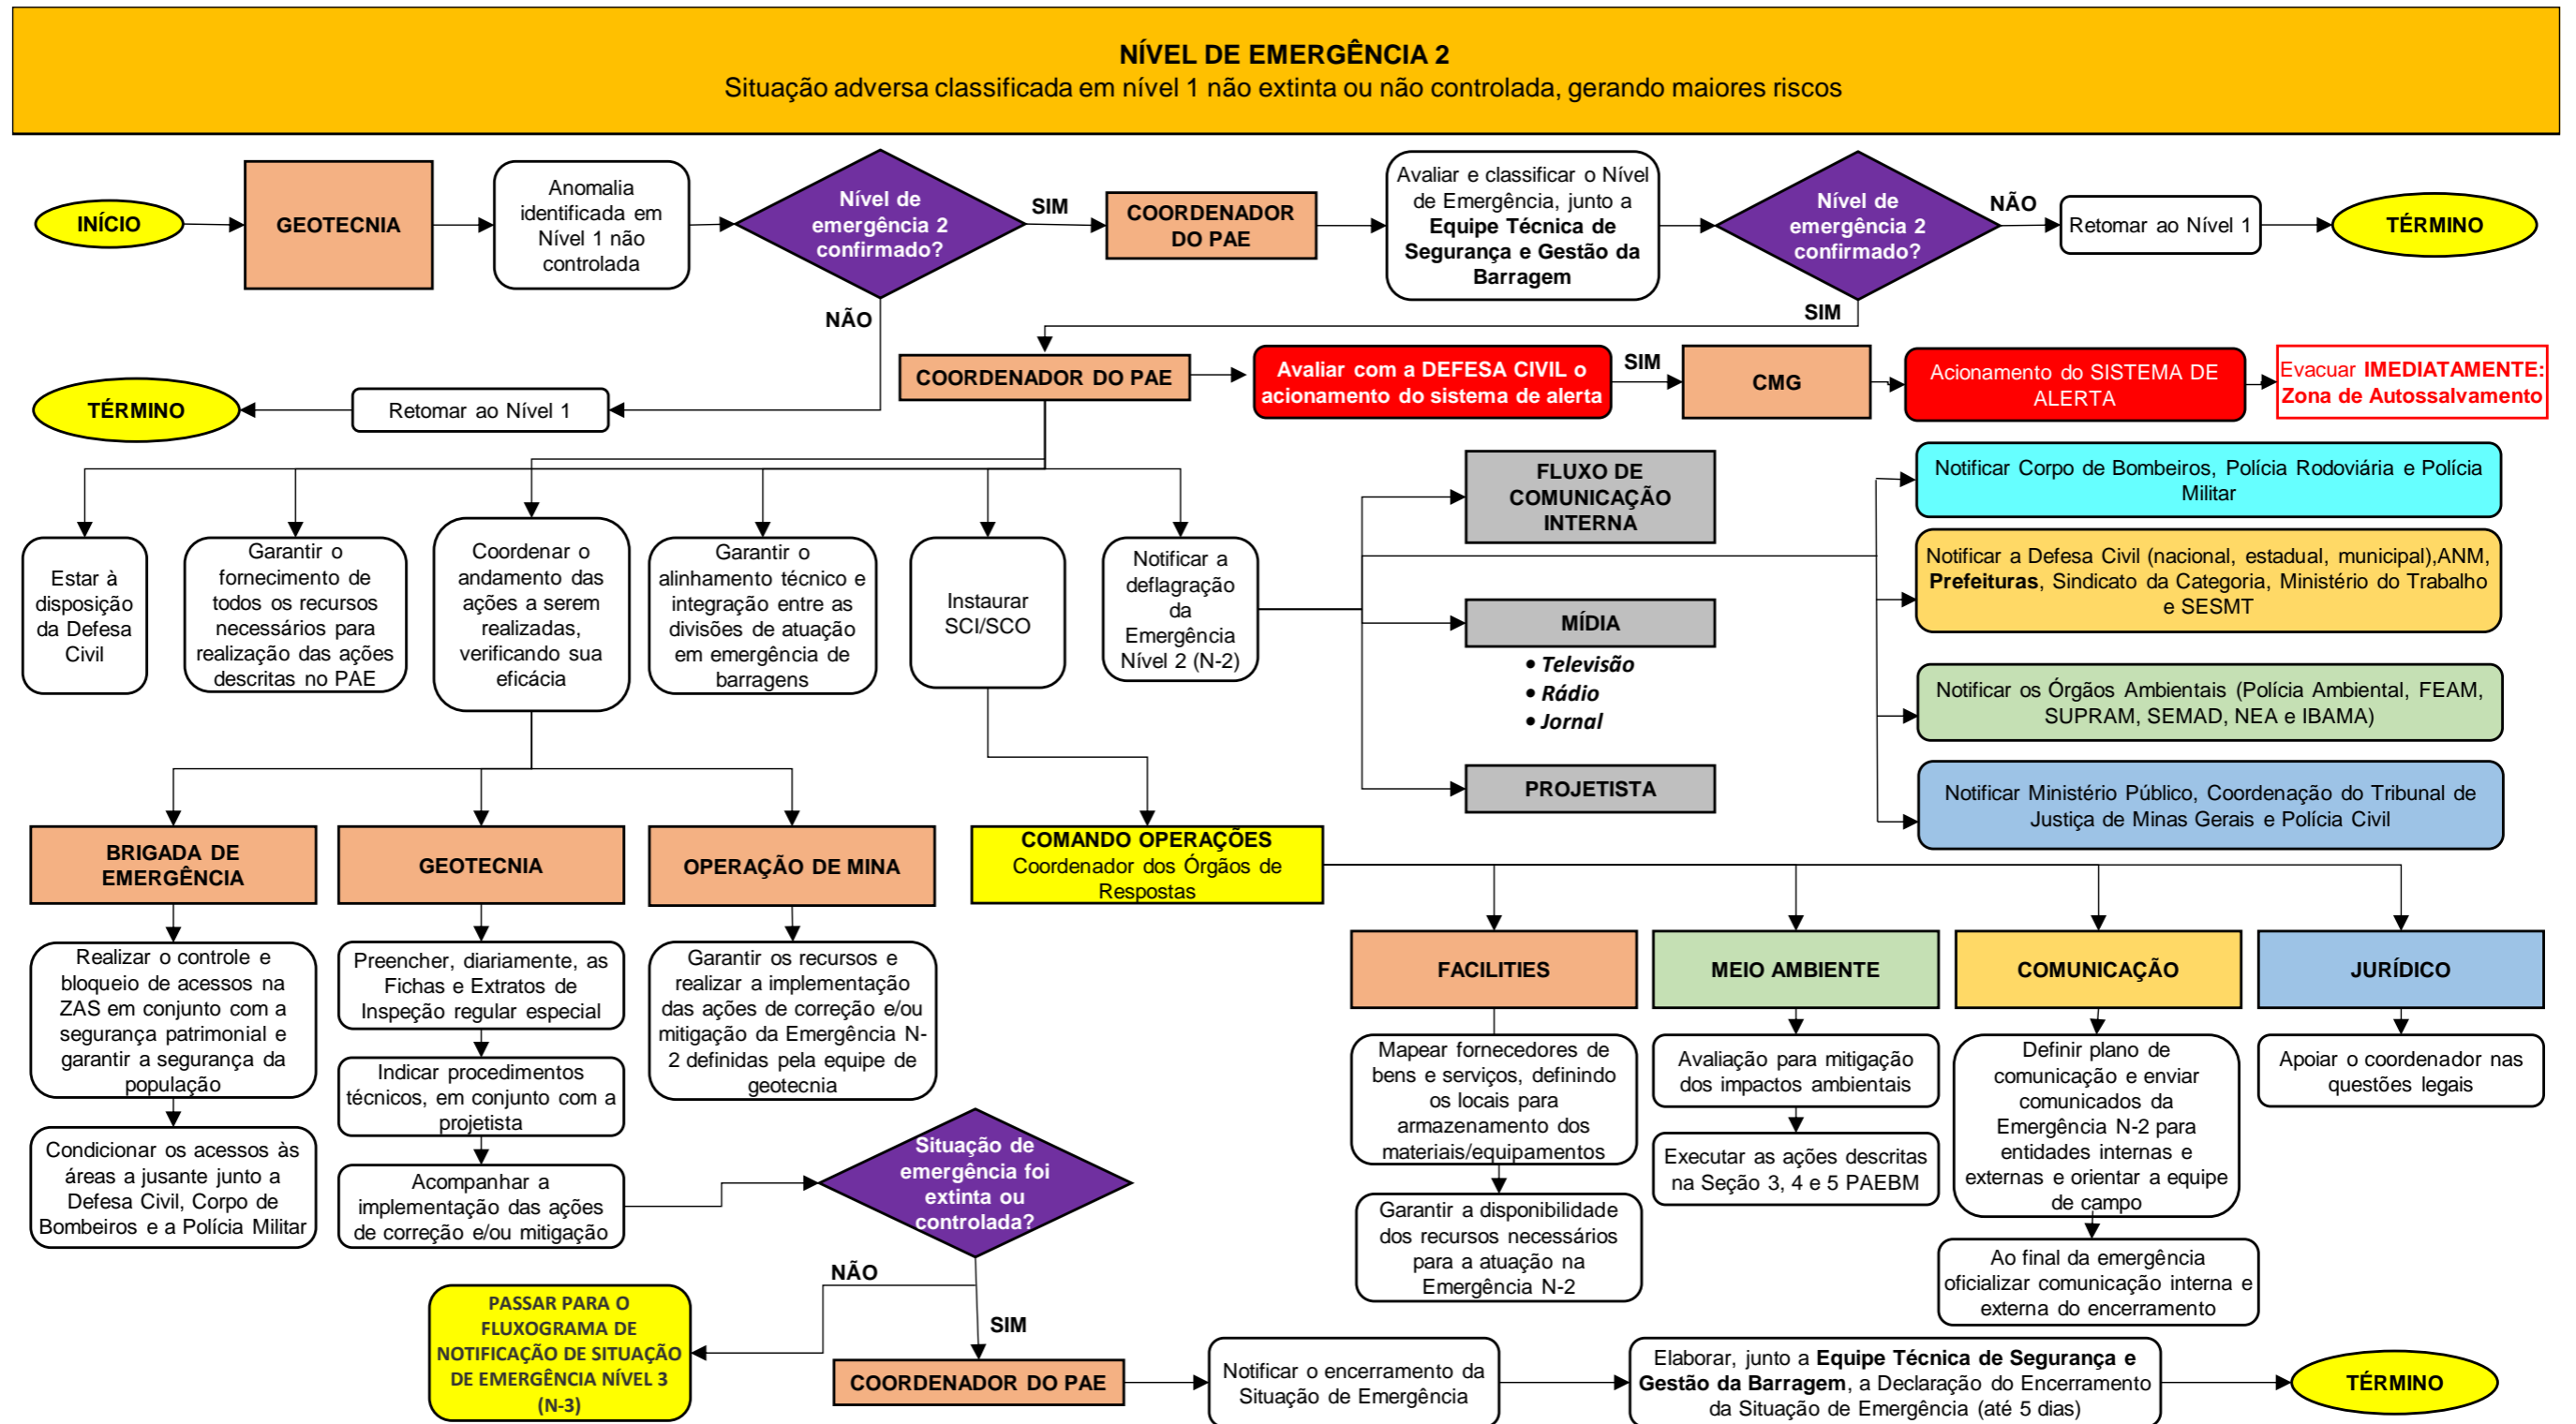 NÍVEL DE EMERGÊNCIA 2
Situação adversa classificada em nível 1 não extinta ou não controlada, gerando maiores riscos
INÍCIO
GEOTECNIA
Anomalia
identificada em
Nível 1 não
controlada
Nível de
emergência 2
confirmado?
SIM
COORDENADOR
DO PAE
Avaliar e classificar o Nível
de Emergência, junto a
Equipe Técnica de
Segurança e Gestão da
Barragem
Nível de
emergência 2
confirmado?
NÃO
Retomar ao Nível 1
TÉRMINO
NÃO
SIM
TÉRMINO
Retomar ao Nível 1
COORDENADOR DO PAE
Avaliar com a DEFESA CIVIL o
acionamento do sistema de alerta
SIM
CMG
Acionamento do SISTEMA DE
ALERTA
Evacuar IMEDIATAMENTE:
Zona de Autossalvamento
Estar à
disposição
da Defesa
Civil
Garantir o
fornecimento de
todos os recursos
necessários para
realização das ações
descritas no PAE
Coordenar o
andamento das
ações a serem
realizadas,
verificando sua
eficácia
Garantir o
alinhamento técnico e
integração entre as
divisões de atuação
em emergência de
barragens
Instaurar
SCI/SCO
Notificar a
deflagração
da
Emergência
Nível 2 (N-2)
FLUXO DE
COMUNICAÇÃO
INTERNA
MÍDIA
• Televisão
• Rádio
• Jornal
PROJETISTA
Notificar Corpo de Bombeiros, Polícia Rodoviária e Polícia
Militar
Notificar a Defesa Civil (nacional, estadual, municipal),ANM,
Prefeituras, Sindicato da Categoria, Ministério do Trabalho
e SESMT
Notificar os Órgãos Ambientais (Polícia Ambiental, FEAM,
SUPRAM, SEMAD, NEA e IBAMA)
Notificar Ministério Público, Coordenação do Tribunal de
Justiça de Minas Gerais e Polícia Civil
BRIGADA DE
EMERGÊNCIA
GEOTECNIA
OPERAÇÃO DE MINA
COMANDO OPERAÇÕES
Coordenador dos Órgãos de
Respostas
Realizar o controle e
bloqueio de acessos na
ZAS em conjunto com a
segurança patrimonial e
garantir a segurança da
população
Condicionar os acessos às
áreas a jusante junto a
Defesa Civil, Corpo de
Bombeiros e a Polícia Militar
Preencher, diariamente, as
Fichas e Extratos de
Inspeção regular especial
Indicar procedimentos
técnicos, em conjunto com a
projetista
Acompanhar a
implementação das ações
de correção e/ou mitigação
Garantir os recursos e
realizar a implementação
das ações de correção e/ou
mitigação da Emergência N-
2 definidas pela equipe de
geotecnia
FACILITIES
MEIO AMBIENTE
COMUNICAÇÃO
JURÍDICO
Mapear fornecedores de
bens e serviços, definindo
os locais para
armazenamento dos
materiais/equipamentos
Garantir a disponibilidade
dos recursos necessários
para a atuação na
Emergência N-2
Avaliação para mitigação
dos impactos ambientais
Executar as ações descritas
na Seção 3, 4 e 5 PAEBM
Definir plano de
comunicação e enviar
comunicados da
Emergência N-2 para
entidades internas e
externas e orientar a equipe
de campo
Ao final da emergência
oficializar comunicação interna e
externa do encerramento
Apoiar o coordenador nas
questões legais
Situação de
emergência foi
extinta ou
controlada?
NÃO
SIM
PASSAR PARA O
FLUXOGRAMA DE
NOTIFICAÇÃO DE SITUAÇÃO
DE EMERGÊNCIA NÍVEL 3
(N-3)
COORDENADOR DO PAE
Notificar o encerramento da
Situação de Emergência
Elaborar, junto a Equipe Técnica de Segurança e
Gestão da Barragem, a Declaração do Encerramento
da Situação de Emergência (até 5 dias)
TÉRMINO